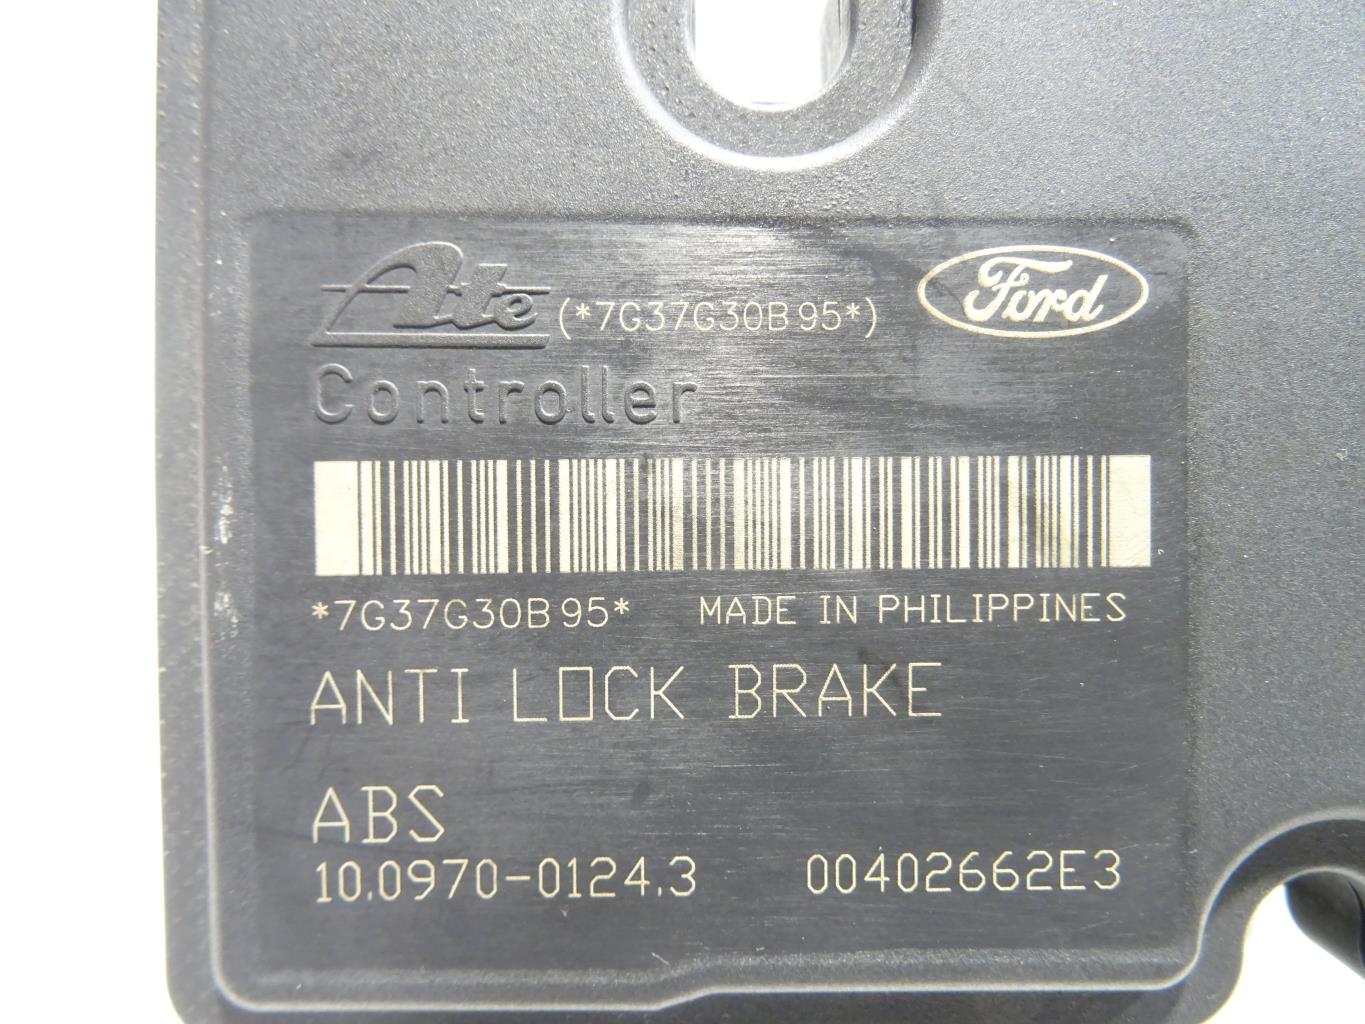 Ate (*7G37G30B95*) Ford
Controller
*7G37G30B95* MADE IN PHILIPPINES
ANTI LOCK BRAKE
ABS
10.0970-0124.3 00402662E3